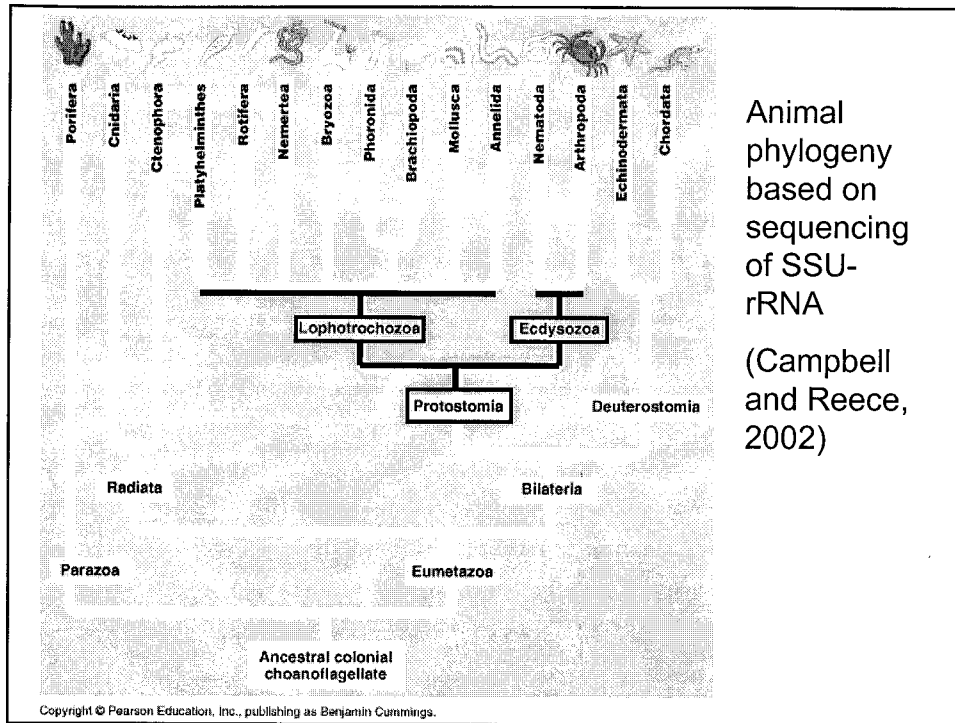 Porifera
Cnidaria
Ctenophora
Platyhelminthes
Rotifera
Nemertea
Bryozoa
Phoronida
Brachiopoda
Mollusca
Annelida
Nematoda
Arthropoda
Echinodermata
Chordata
Lophotrochozoa
Ecdysozoa
Protostomia
Deuterostomia
Radiata
Bilateria
Parazoa
Eumetazoa
Ancestral colonial
choanoflagellate
Copyright © Pearson Education, Inc., publishing as Benjamin Cummings.
Animal
phylogeny
based on
sequencing
of SSU-
rRNA
(Campbell
and Reece,
2002)